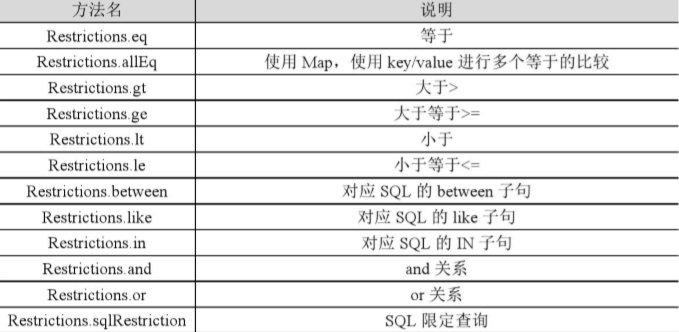 方法名 说明
Restrictions.eq 等于
Restrictions.allEq 使用 Map，使用 key/value 进行多个等于的比较
Restrictions.gt 大于>
Restrictions.ge 大于等于>=
Restrictions.lt 小于
Restrictions.le 小于等于<=
Restrictions.between 对应 SQL 的 between 子句
Restrictions.like 对应 SQL 的 like 子句
Restrictions.in 对应 SQL 的 IN 子句
Restrictions.and and 关系
Restrictions.or or 关系
Restrictions.sqlRestriction SQL 限定查询